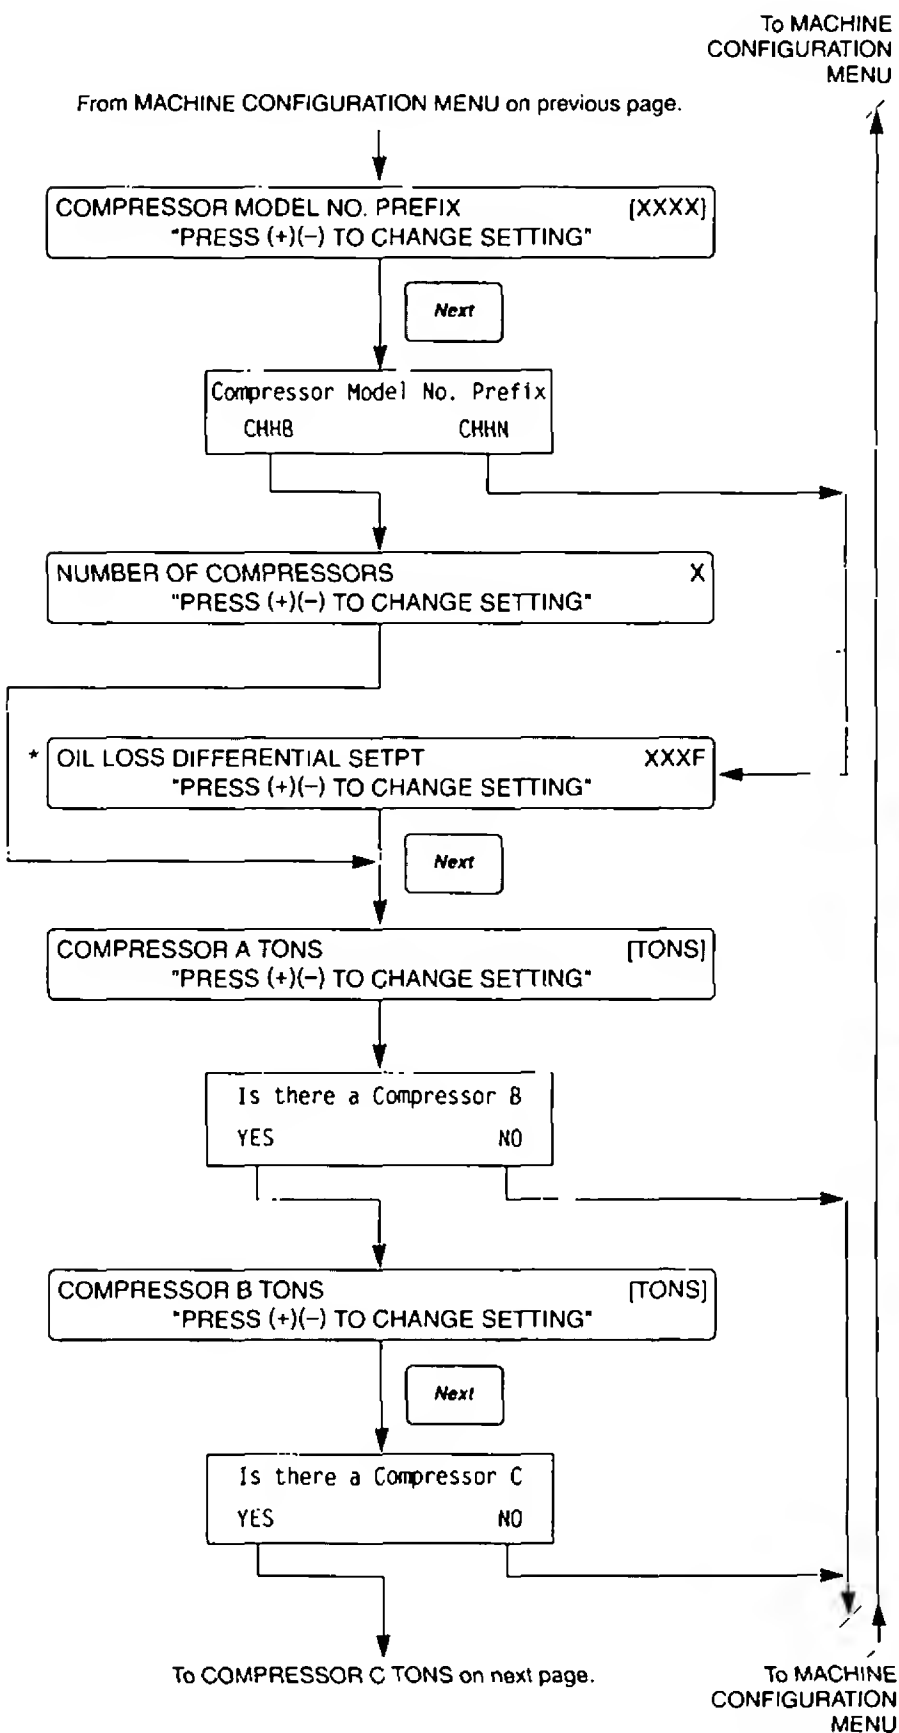 To MACHINE
CONFIGURATION
MENU
From MACHINE CONFIGURATION MENU on previous page.
COMPRESSOR MODEL NO. PREFIX [XXXX]
"PRESS (+)(–) TO CHANGE SETTING"
Next
Compressor Model No. Prefix
CHHB CHHN
NUMBER OF COMPRESSORS X
"PRESS (+)(–) TO CHANGE SETTING"
* OIL LOSS DIFFERENTIAL SETPT XXXF
"PRESS (+)(–) TO CHANGE SETTING"
Next
COMPRESSOR A TONS [TONS]
"PRESS (+)(–) TO CHANGE SETTING"
Is there a Compressor B
YES NO
COMPRESSOR B TONS [TONS]
"PRESS (+)(–) TO CHANGE SETTING"
Next
Is there a Compressor C
YES NO
To COMPRESSOR C TONS on next page.
To MACHINE
CONFIGURATION
MENU